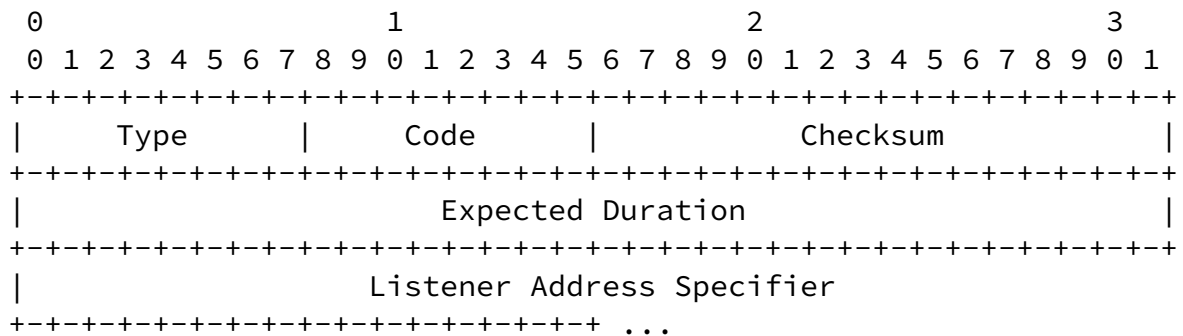 0                   1                   2                   3
 0 1 2 3 4 5 6 7 8 9 0 1 2 3 4 5 6 7 8 9 0 1 2 3 4 5 6 7 8 9 0 1
+-+-+-+-+-+-+-+-+-+-+-+-+-+-+-+-+-+-+-+-+-+-+-+-+-+-+-+-+-+-+-+-+
|     Type      |     Code      |           Checksum            |
+-+-+-+-+-+-+-+-+-+-+-+-+-+-+-+-+-+-+-+-+-+-+-+-+-+-+-+-+-+-+-+-+
|                       Expected Duration                       |
+-+-+-+-+-+-+-+-+-+-+-+-+-+-+-+-+-+-+-+-+-+-+-+-+-+-+-+-+-+-+-+-+
|                   Listener Address Specifier
+-+-+-+-+-+-+-+-+-+-+-+-+-+-+-+-+ ...